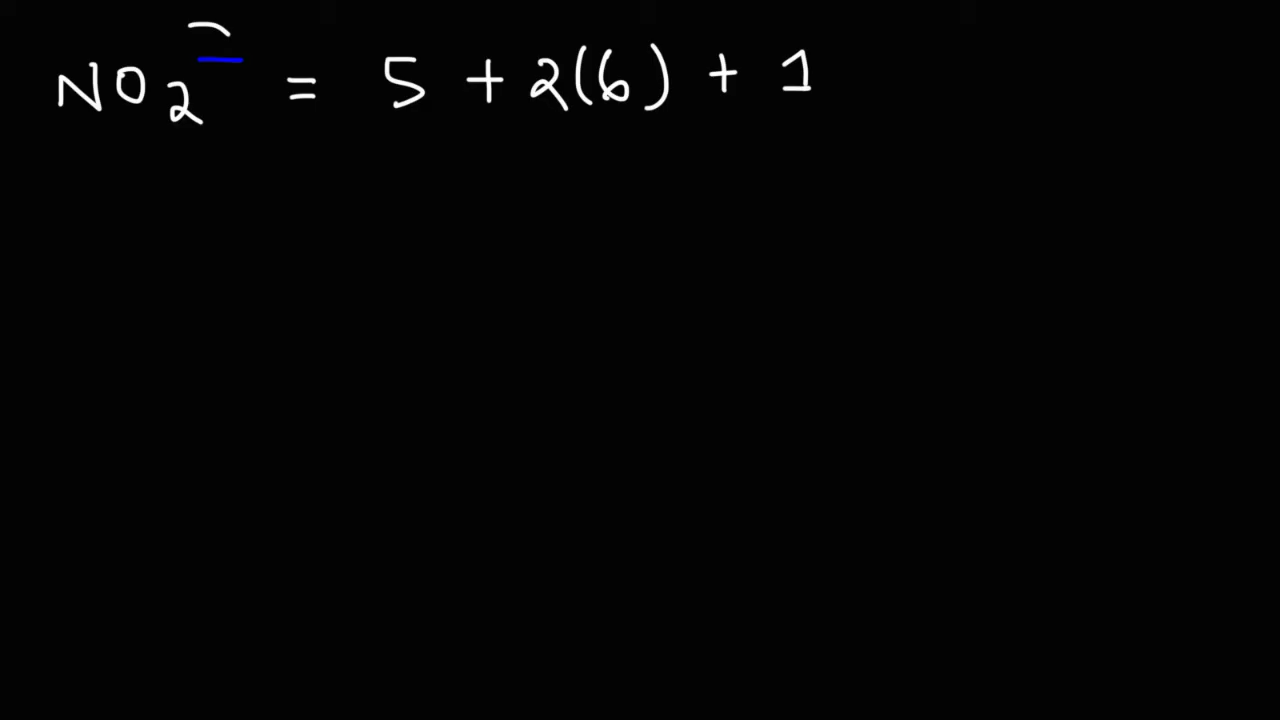 NO₂⁻ = 5 + 2(6) + 1